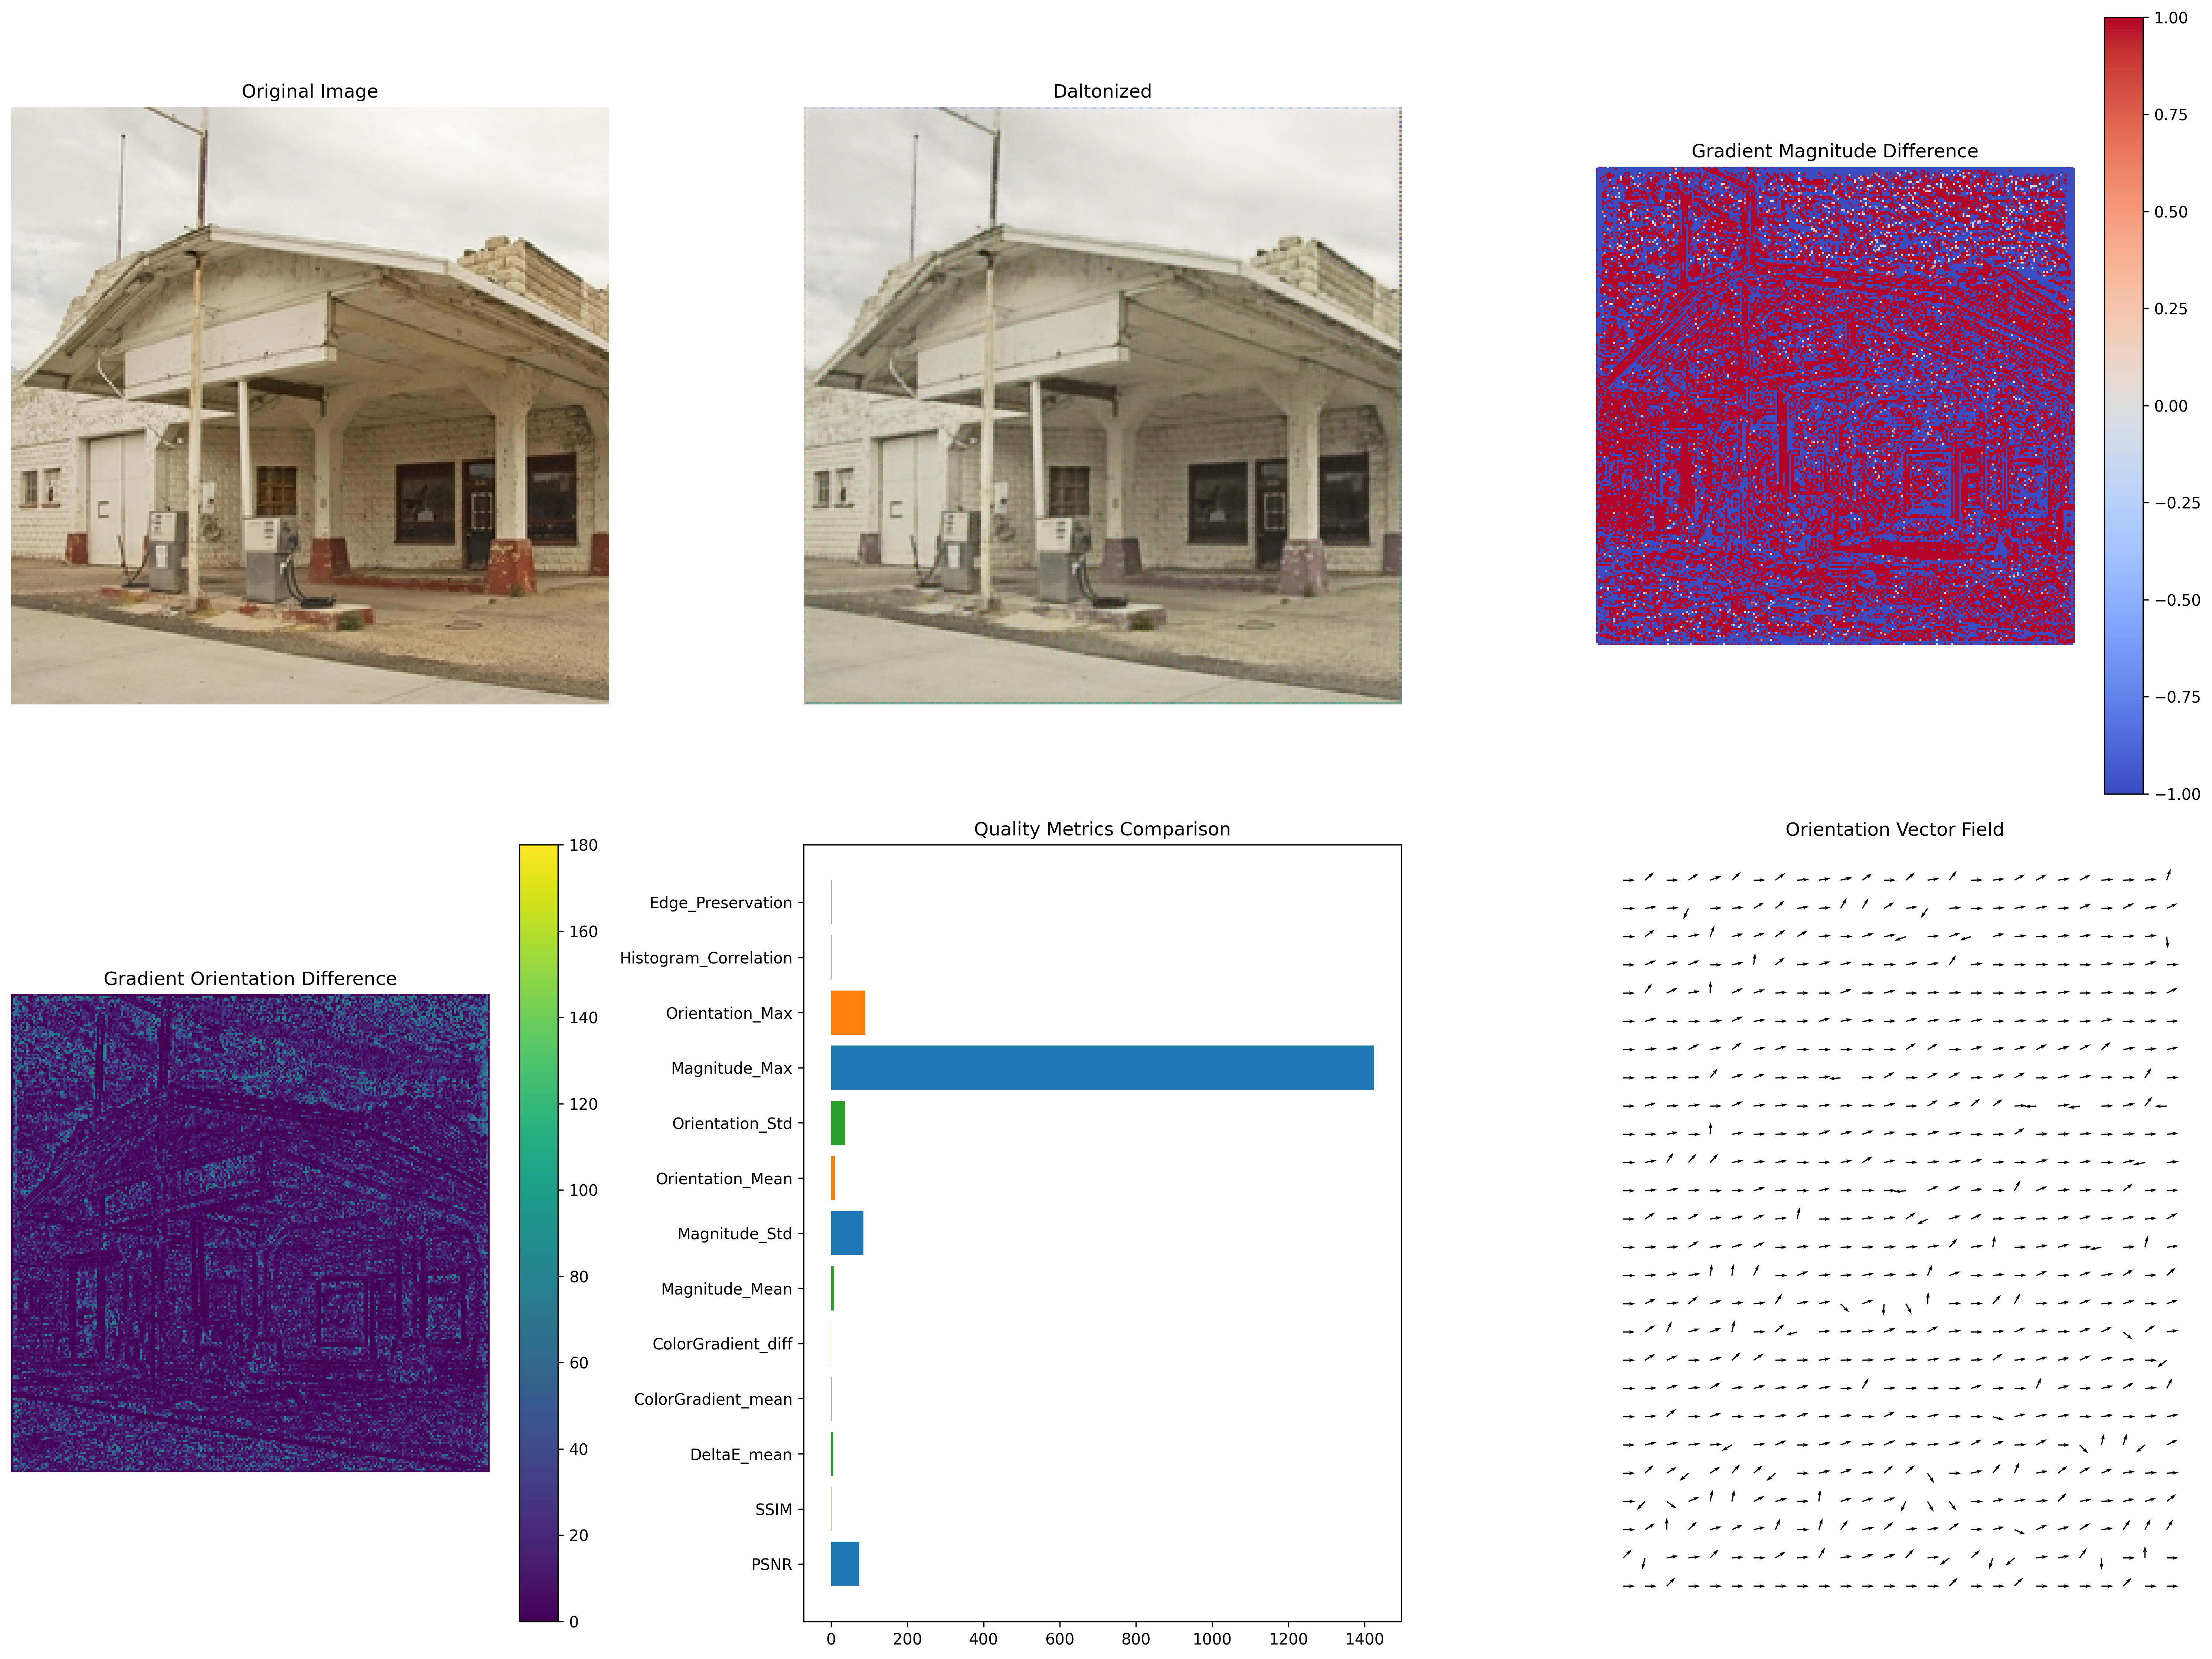 Original Image
Daltonized
Gradient Magnitude Difference
1.00
0.75
0.50
0.25
0.00
−0.25
−0.50
−0.75
−1.00
Gradient Orientation Difference
180
160
140
120
100
80
60
40
20
0
Quality Metrics Comparison
Edge_Preservation
Histogram_Correlation
Orientation_Max
Magnitude_Max
Orientation_Std
Orientation_Mean
Magnitude_Std
Magnitude_Mean
ColorGradient_diff
ColorGradient_mean
DeltaE_mean
SSIM
PSNR
0 200 400 600 800 1000 1200 1400
Orientation Vector Field